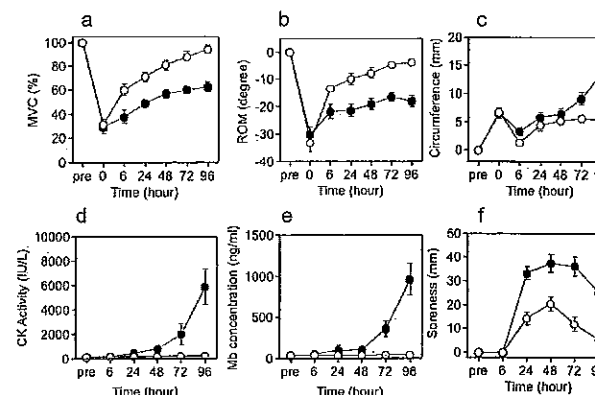 a
MVC (%)
100
80
60
40
20
0
pre 0 6 24 48 72 96
Time (hour)
b
ROM (degree)
0
-10
-20
-30
-40
pre 0 6 24 48 72 96
Time (hour)
c
Circumference (mm)
20
15
10
5
0
pre 0 6 24 48 72 96
Time (hour)
d
CK Activity (IU/L)
10000
8000
6000
4000
2000
0
pre 6 24 48 72 96
Time (hour)
e
Mb concentration (ng/ml)
1500
1000
500
0
pre 6 24 48 72 96
Time (hour)
f
Soreness (mm)
60
50
40
30
20
10
0
pre 6 24 48 72 96
Time (hour)